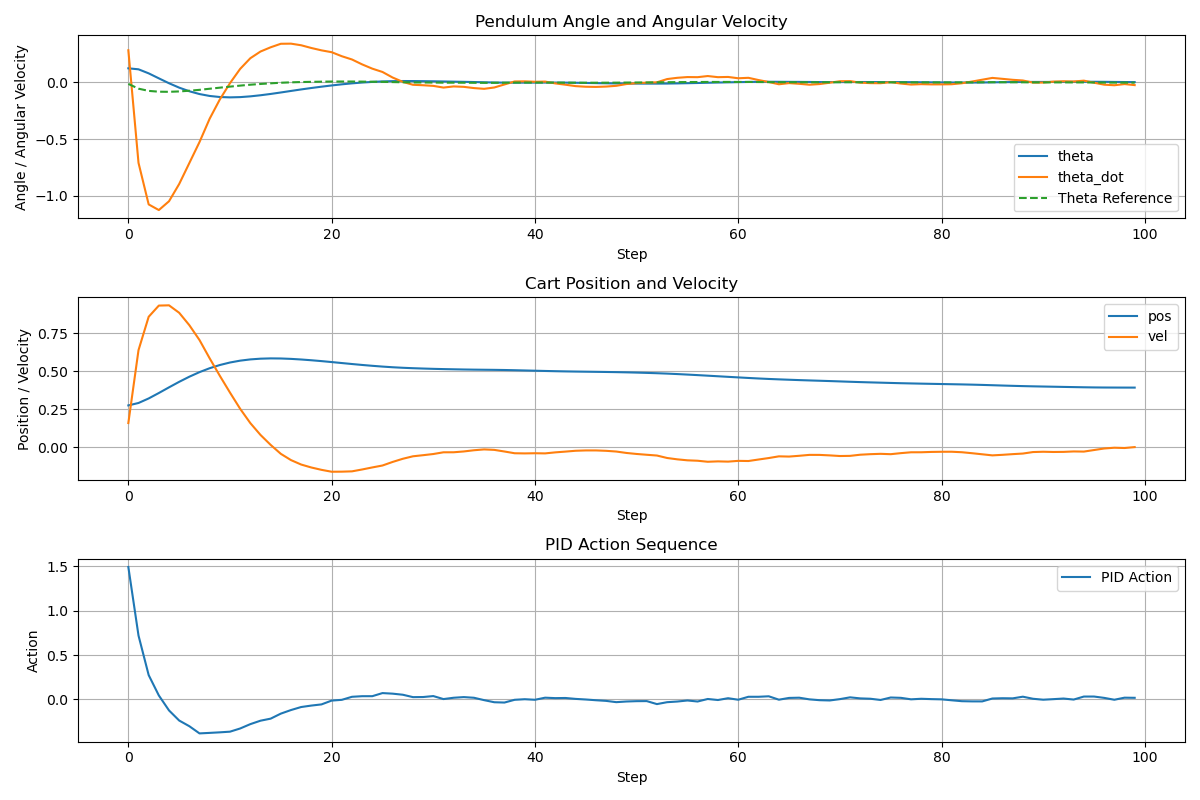 Pendulum Angle and Angular Velocity
Angle / Angular Velocity
0.0
−0.5
−1.0
theta
theta_dot
Theta Reference
0 20 40 60 80 100
Step
Cart Position and Velocity
Position / Velocity
0.75
0.50
0.25
0.00
pos
vel
0 20 40 60 80 100
Step
PID Action Sequence
Action
1.5
1.0
0.5
0.0
PID Action
0 20 40 60 80 100
Step